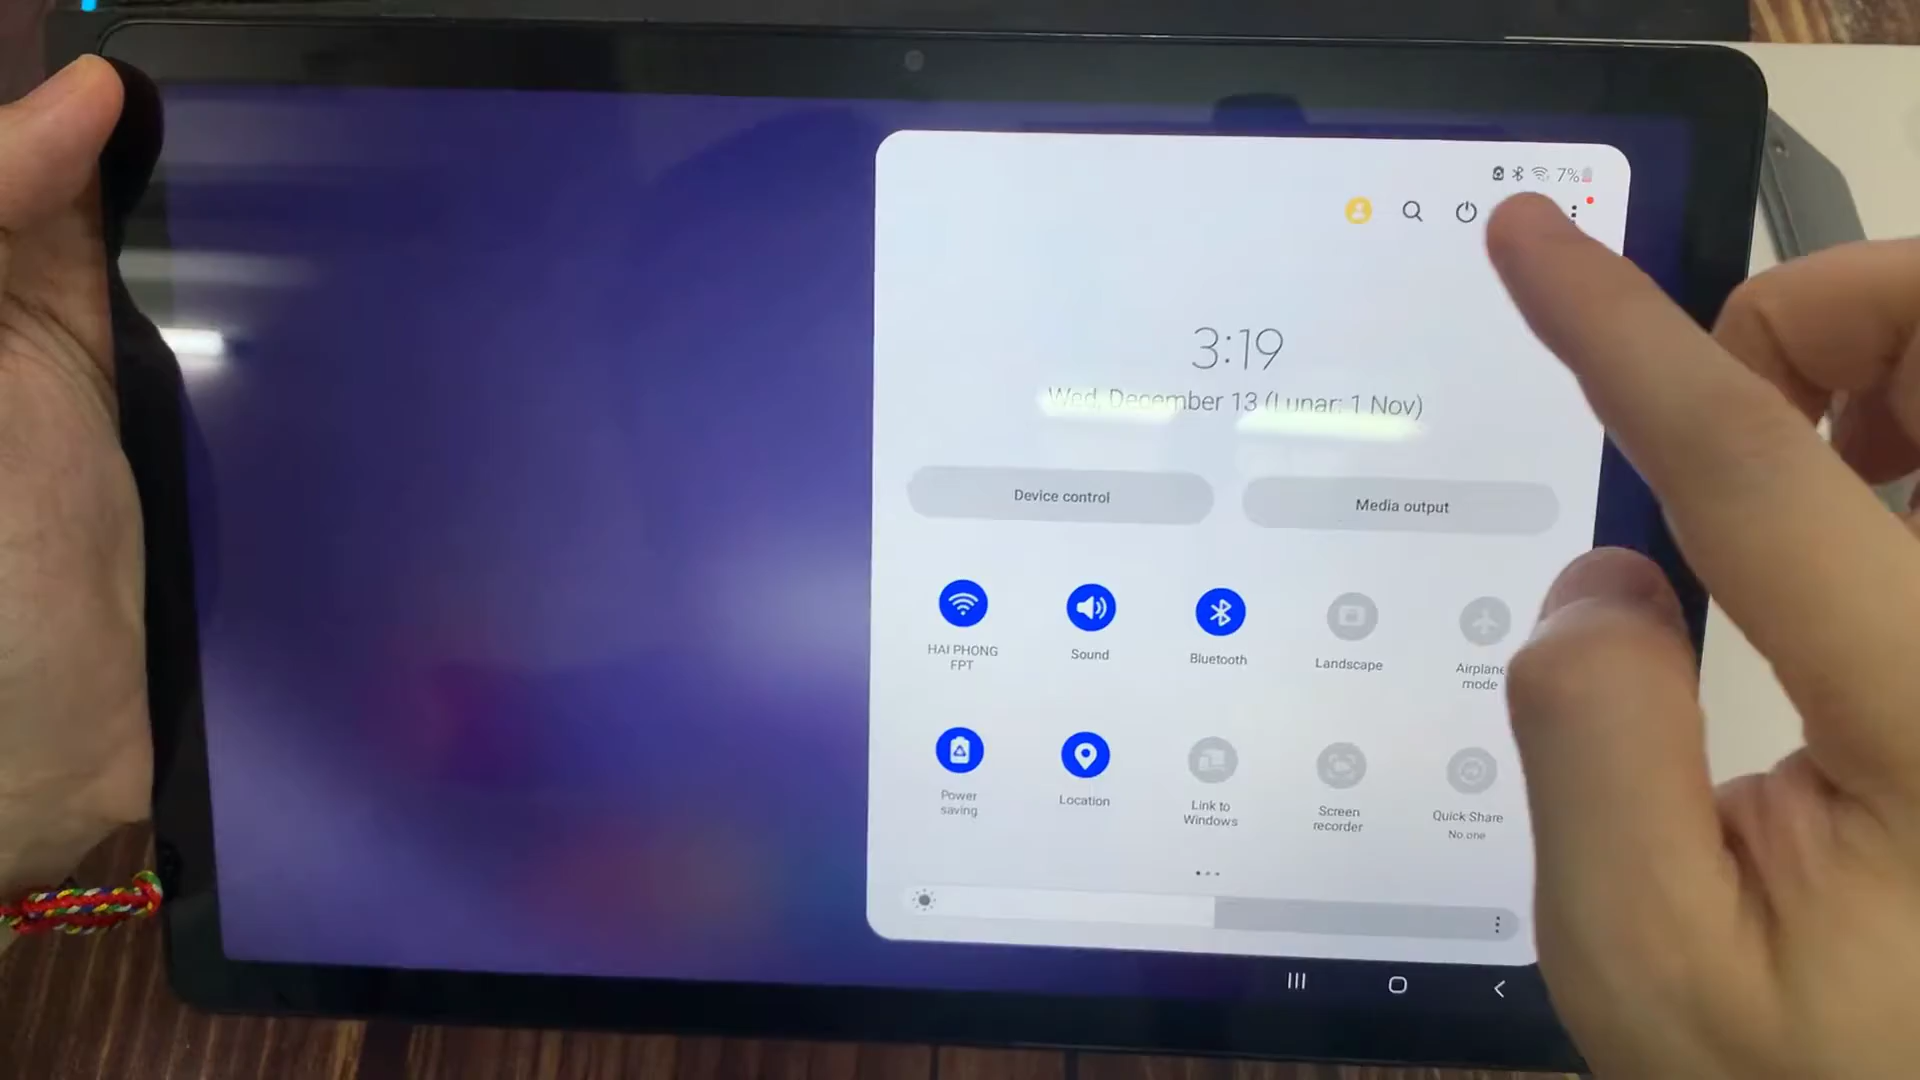 7%
3:19
Wed, December 13 (Lunar: 1 Nov)
Device control
Media output
HAI PHONG
FPT
Sound
Bluetooth
Landscape
Airplane
mode
Power
saving
Location
Link to
Windows
Screen
recorder
Quick Share
No one